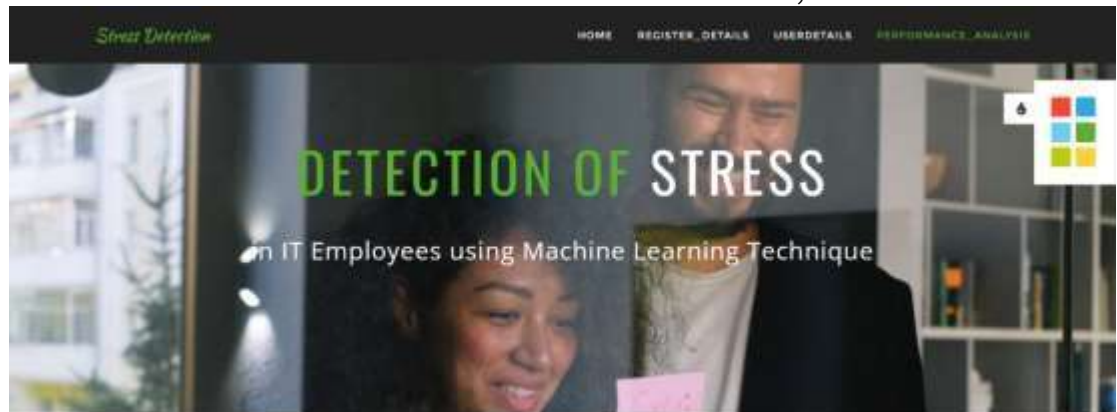 Stress Detection
HOME REGISTER_DETAILS USERDETAILS PERFORMANCE_ANALYSIS
DETECTION OF STRESS
in IT Employees using Machine Learning Technique